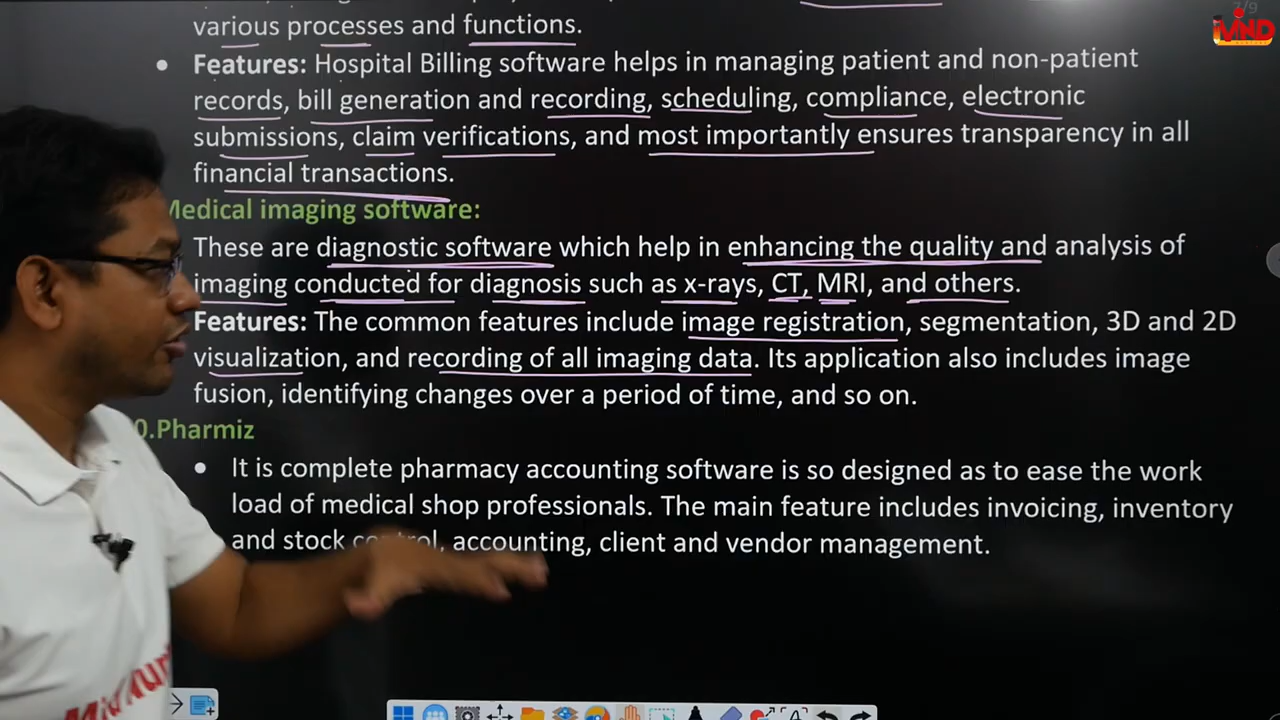 7/9
MND
various processes and functions.
• Features: Hospital Billing software helps in managing patient and non-patient
records, bill generation and recording, scheduling, compliance, electronic
submissions, claim verifications, and most importantly ensures transparency in all
financial transactions.
Medical imaging software:
These are diagnostic software which help in enhancing the quality and analysis of
imaging conducted for diagnosis such as x-rays, CT, MRI, and others.
Features: The common features include image registration, segmentation, 3D and 2D
visualization, and recording of all imaging data. Its application also includes image
fusion, identifying changes over a period of time, and so on.
0.Pharmiz
• It is complete pharmacy accounting software is so designed as to ease the work
load of medical shop professionals. The main feature includes invoicing, inventory
and stock control, accounting, client and vendor management.